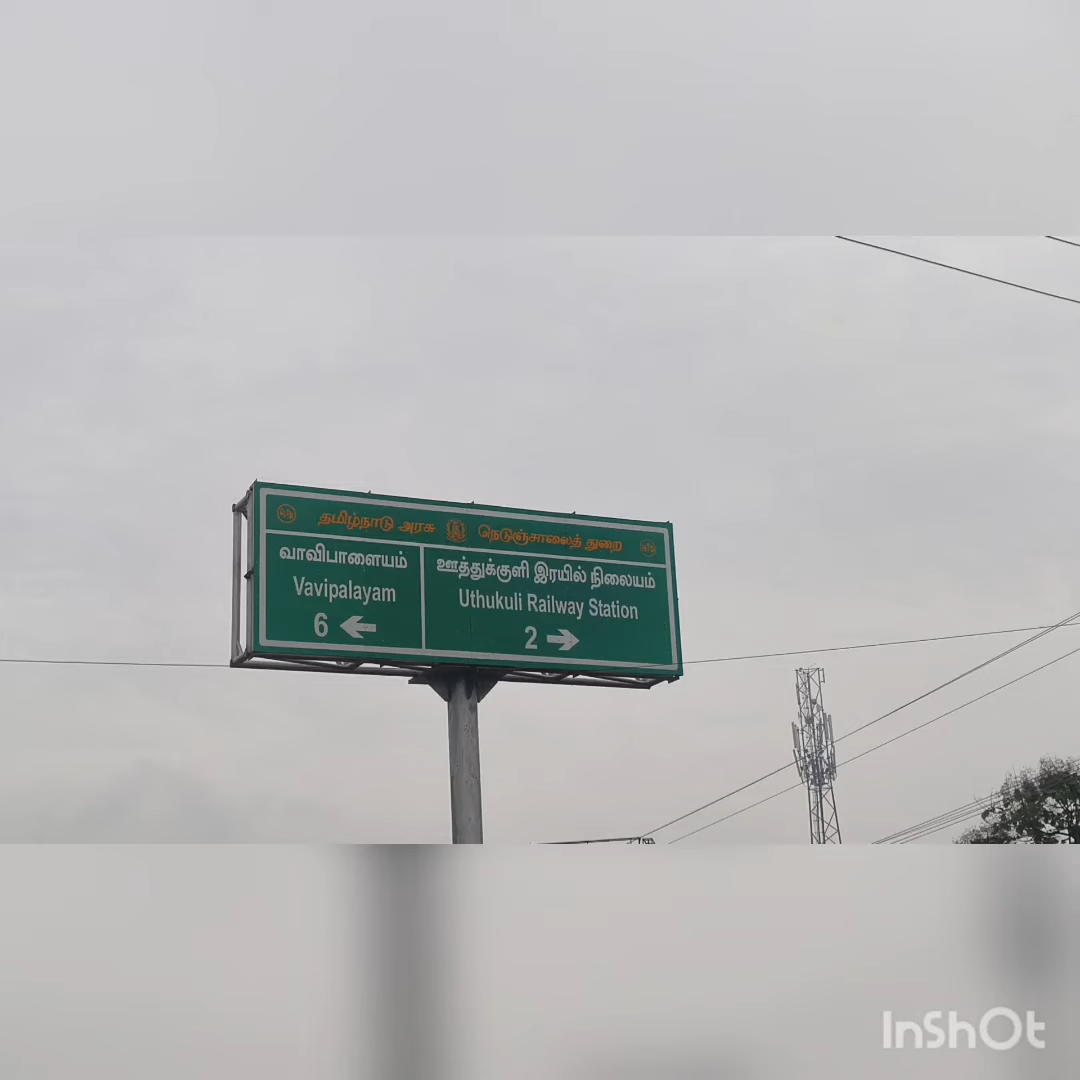 தமிழ்நாடு அரசு நெடுஞ்சாலைத் துறை
வாவிபாளையம்
Vavipalayam
6
ஊத்துக்குளி இரயில் நிலையம்
Uthukuli Railway Station
2
InShOt